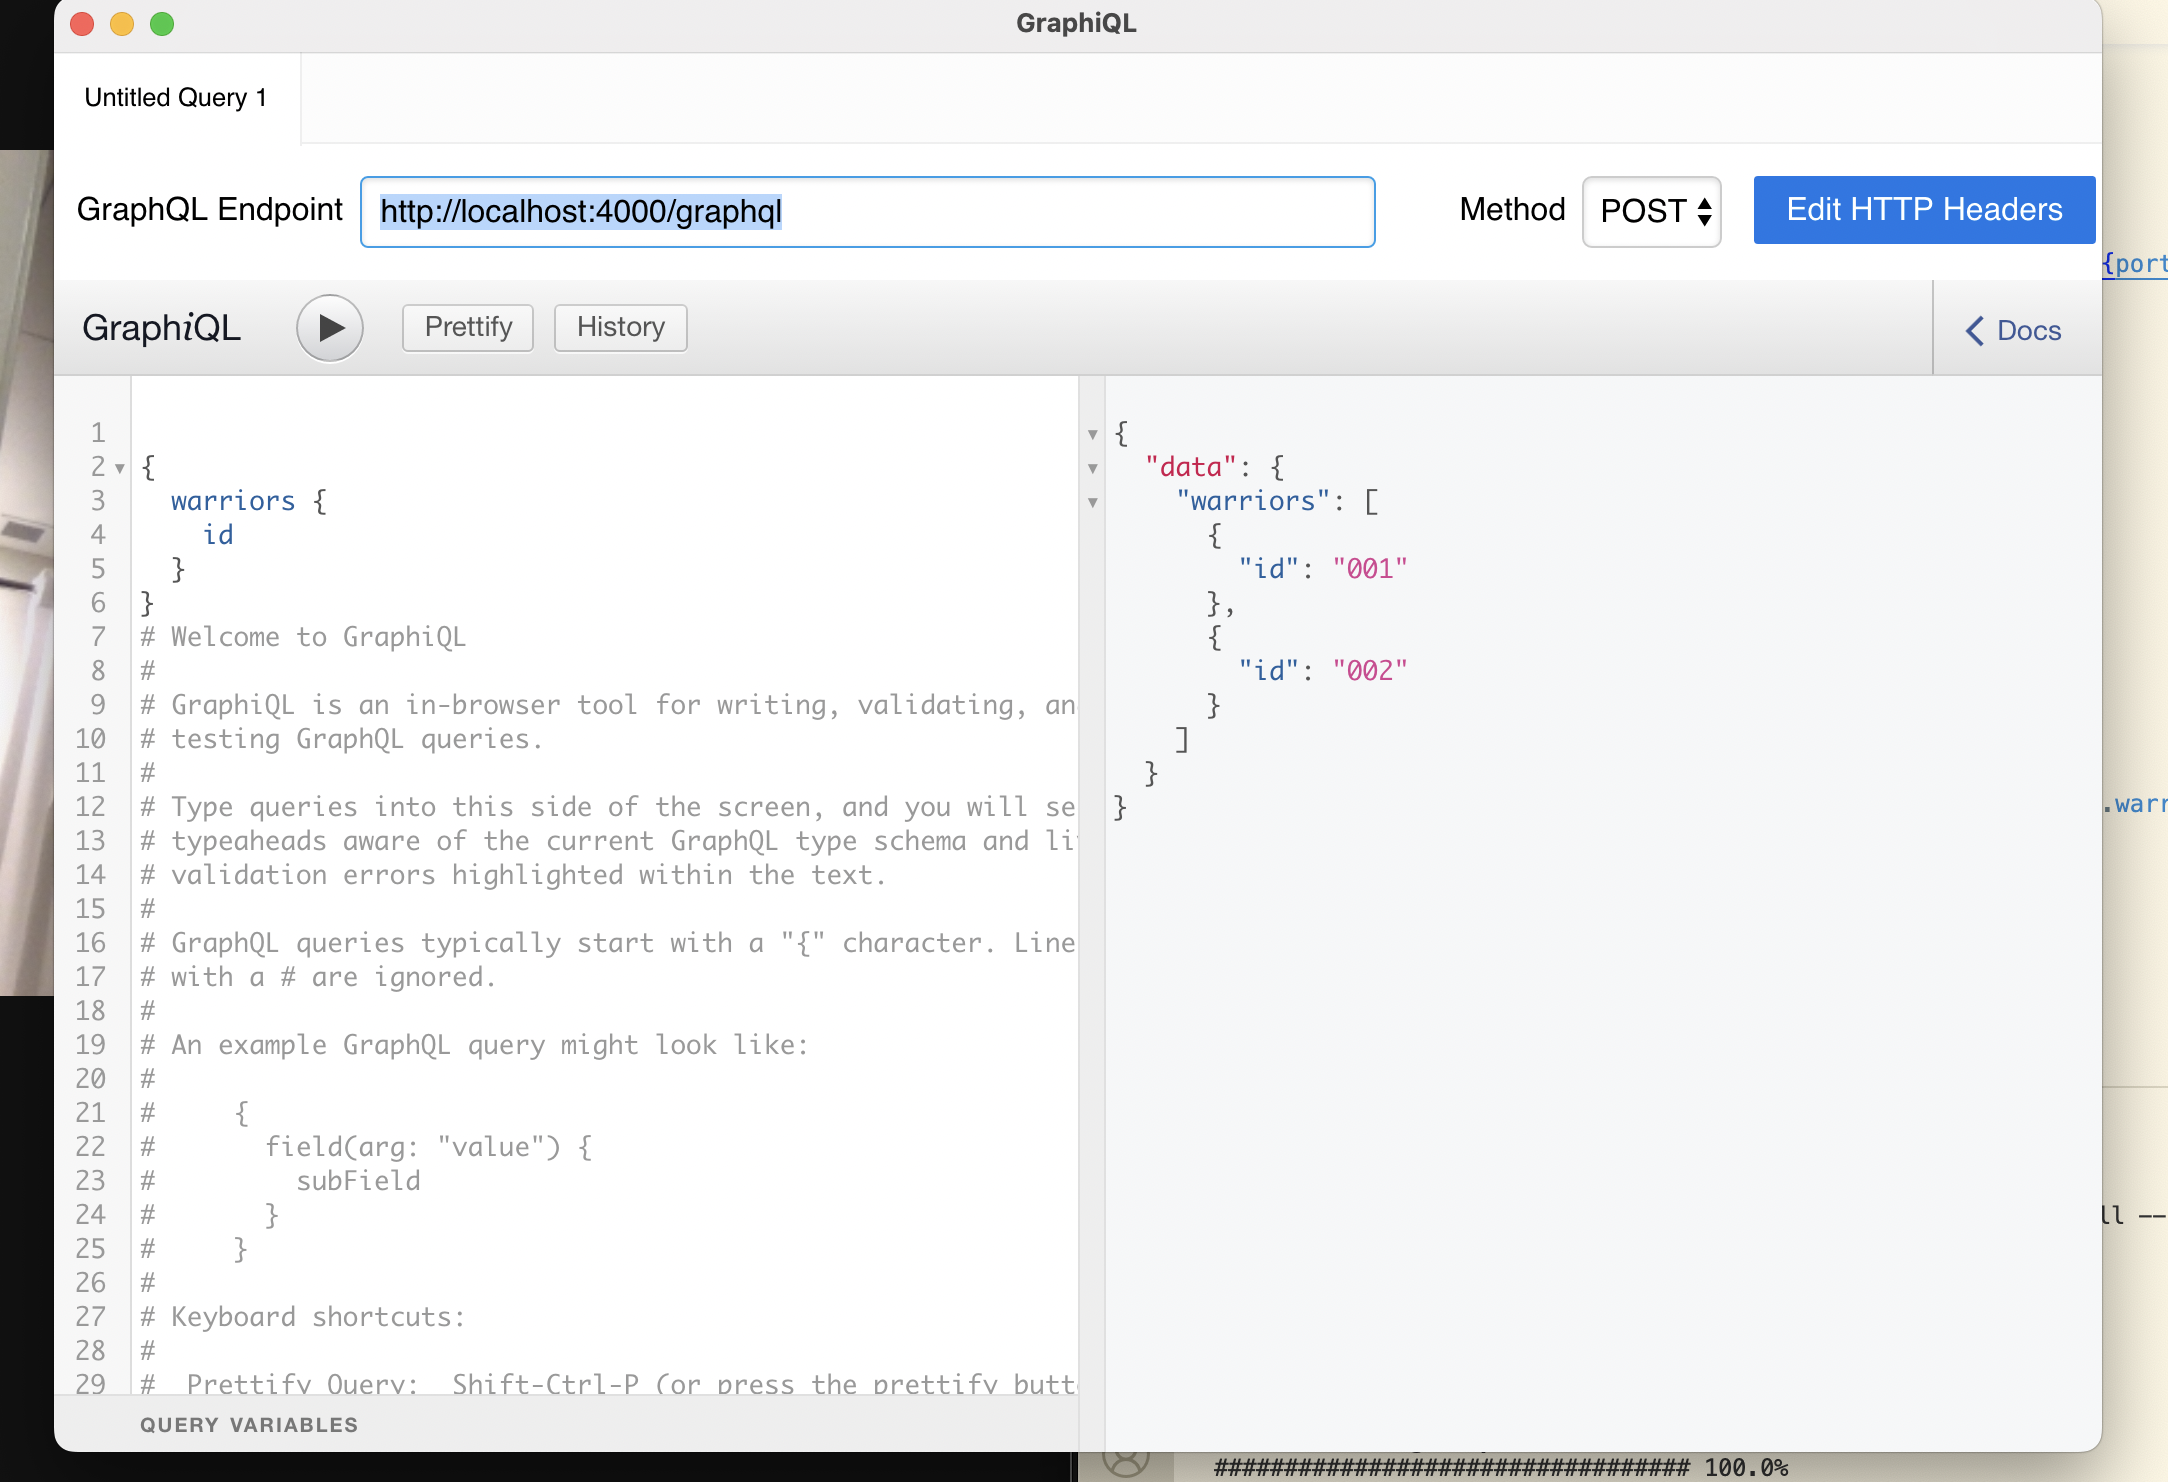 GraphiQL
Untitled Query 1
GraphQL Endpoint http://localhost:4000/graphql Method POST Edit HTTP Headers
GraphiQL Prettify History Docs
1
2 {
3 warriors {
4 id
5 }
6 }
7 # Welcome to GraphiQL
8 #
9 # GraphiQL is an in-browser tool for writing, validating, an
10 # testing GraphQL queries.
11 #
12 # Type queries into this side of the screen, and you will se
13 # typeaheads aware of the current GraphQL type schema and li
14 # validation errors highlighted within the text.
15 #
16 # GraphQL queries typically start with a "{" character. Line
17 # with a # are ignored.
18 #
19 # An example GraphQL query might look like:
20 #
21 # {
22 # field(arg: "value") {
23 # subField
24 # }
25 # }
26 #
27 # Keyboard shortcuts:
28 #
29 # Prettify Query: Shift-Ctrl-P (or press the prettify butt
QUERY VARIABLES
{
"data": {
"warriors": [
{
"id": "001"
},
{
"id": "002"
}
]
}
}
{port
.warr
ll --
################################## 100.0%